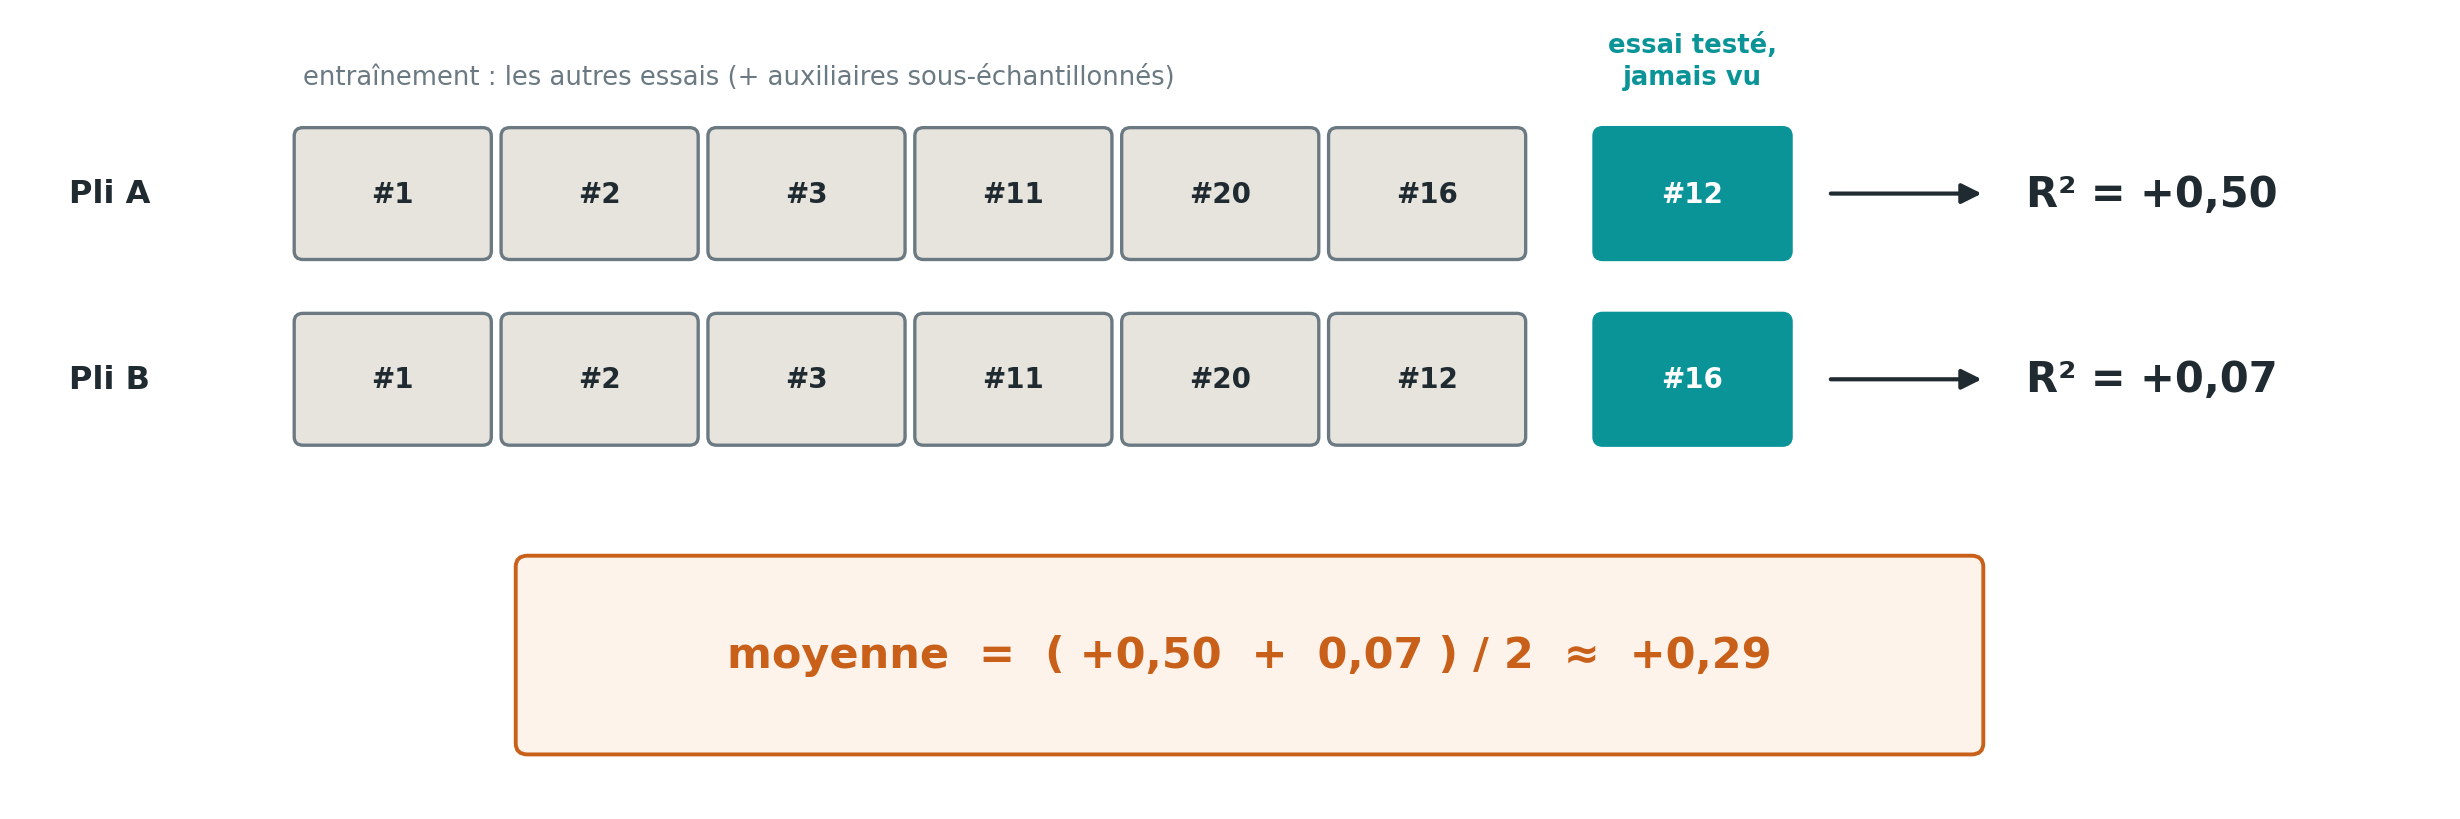 entraînement : les autres essais (+ auxiliaires sous-échantillonnés)
essai testé,
jamais vu
Pli A #1 #2 #3 #11 #20 #16 #12 R² = +0,50
Pli B #1 #2 #3 #11 #20 #12 #16 R² = +0,07
moyenne = ( +0,50 + 0,07 ) / 2 ≈ +0,29